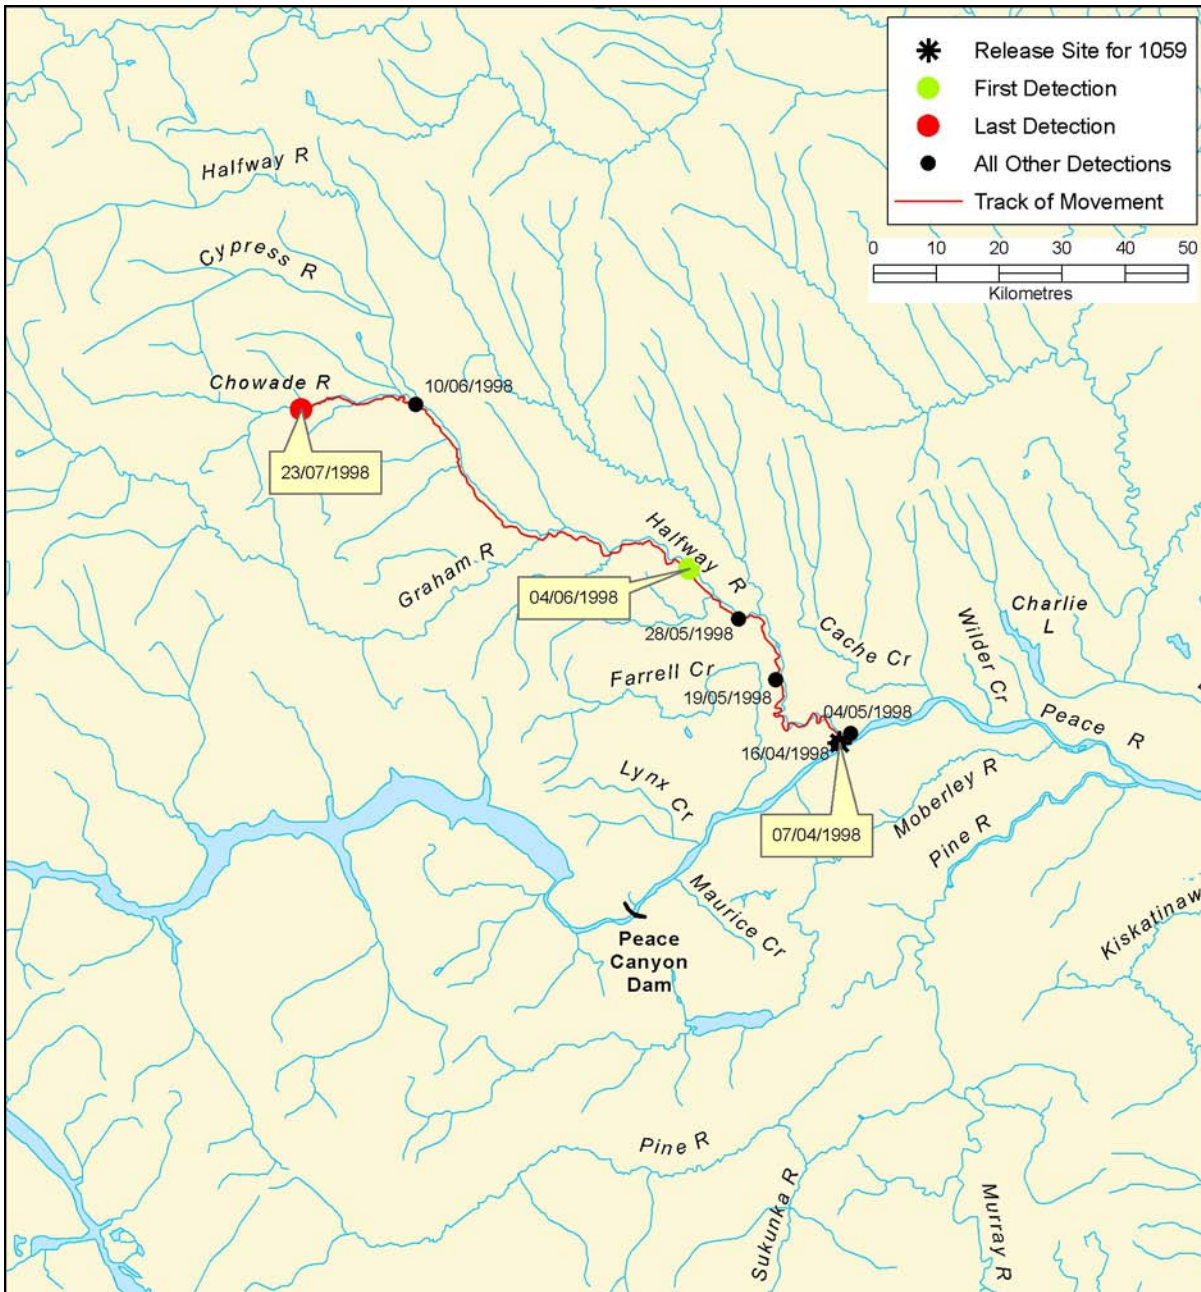 Release Site for 1059
First Detection
Last Detection
All Other Detections
Track of Movement
0 10 20 30 40 50
Kilometres
Halfway R
Cypress R
Chowade R
10/06/1998
23/07/1998
Graham R
Halfway R
04/06/1998
28/05/1998
Farrell Cr
19/05/1998
Cache Cr
Wilder Cr
Charlie
L
04/05/1998
Peace R
16/04/1998
Lynx Cr
Moberley R
07/04/1998
Pine R
Maurice Cr
Kiskatinaw
Peace
Canyon
Dam
Pine R
Sukunka R
Murray R